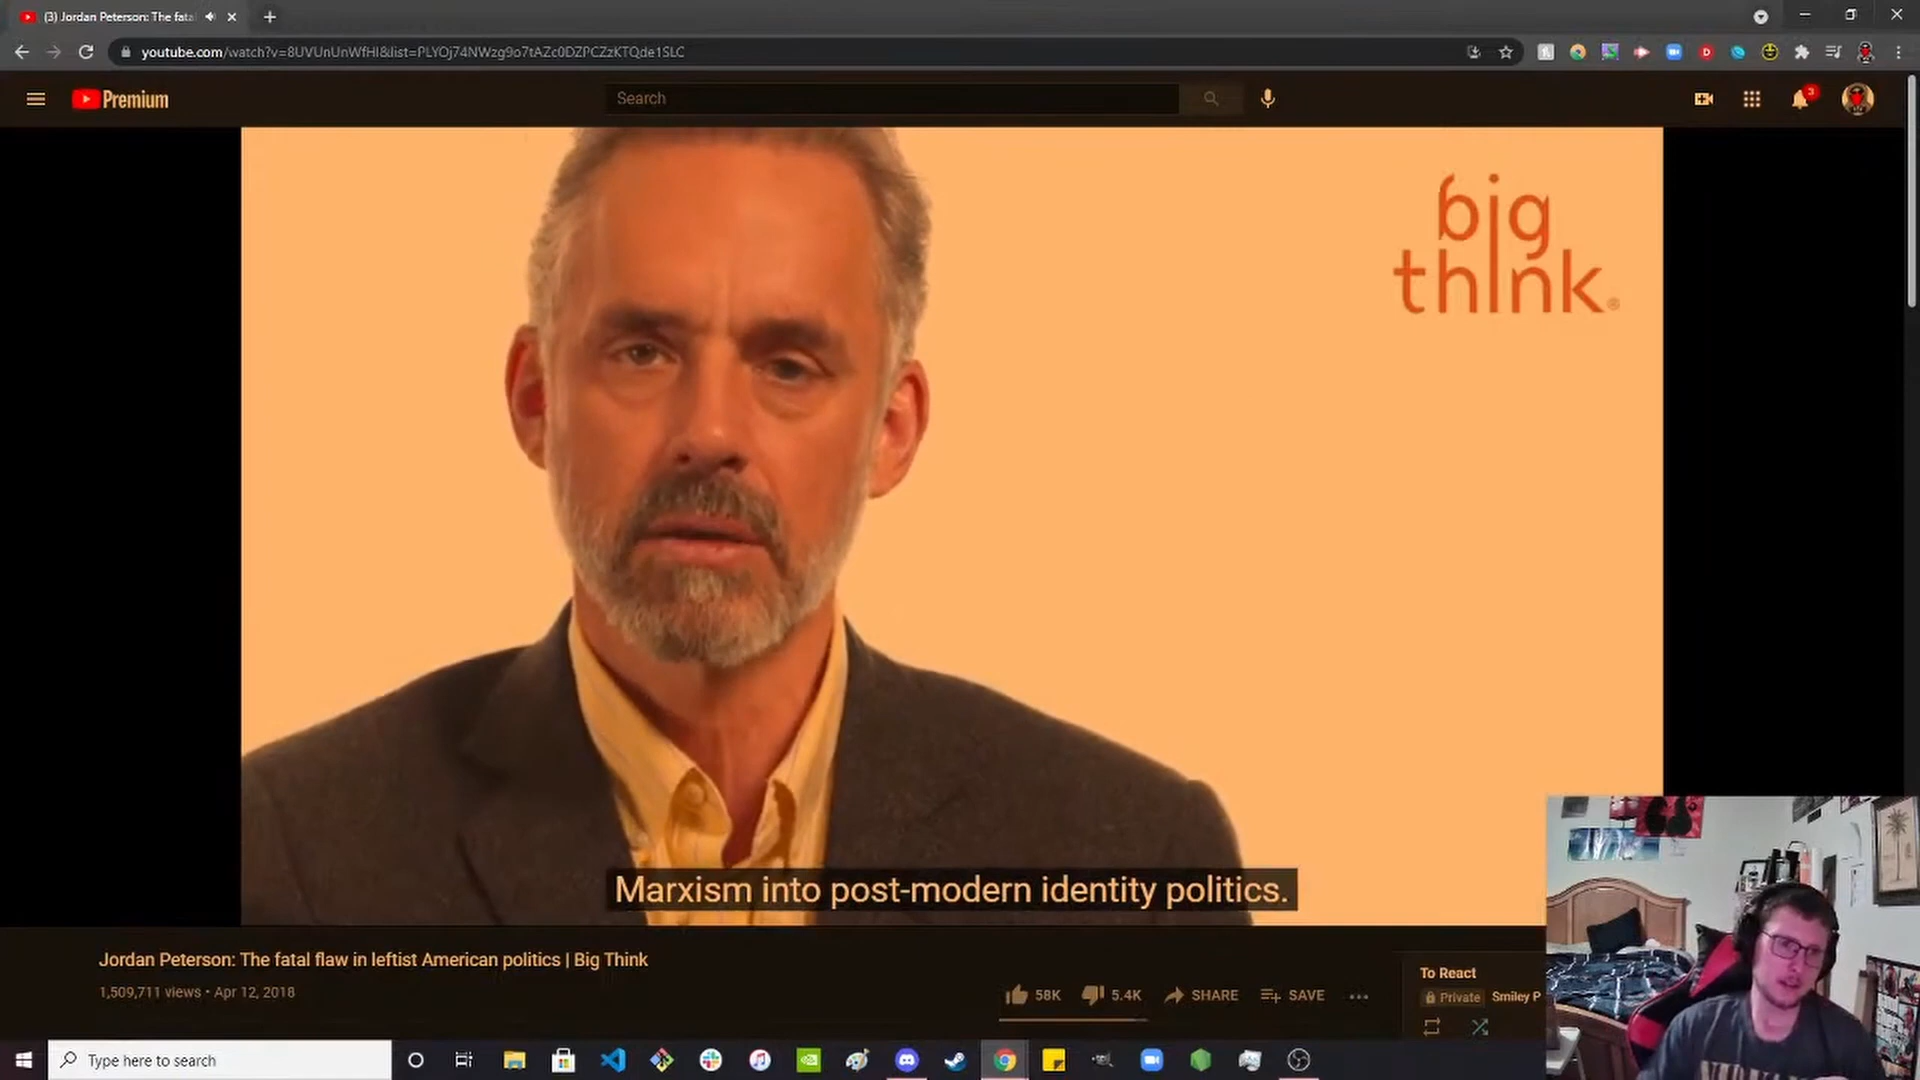 (3) Jordan Peterson: The fata
youtube.com/watch?v=8UVUnUnWfHI&list=PLYOj74NWzg9o7tAZc0DZPCZzKTQde1SLC
Premium
Search
3
big
think®
Marxism into post-modern identity politics.
Jordan Peterson: The fatal flaw in leftist American politics | Big Think
1,509,711 views • Apr 12, 2018
58K
5.4K
SHARE
SAVE
To React
Private
Smiley P
Type here to search